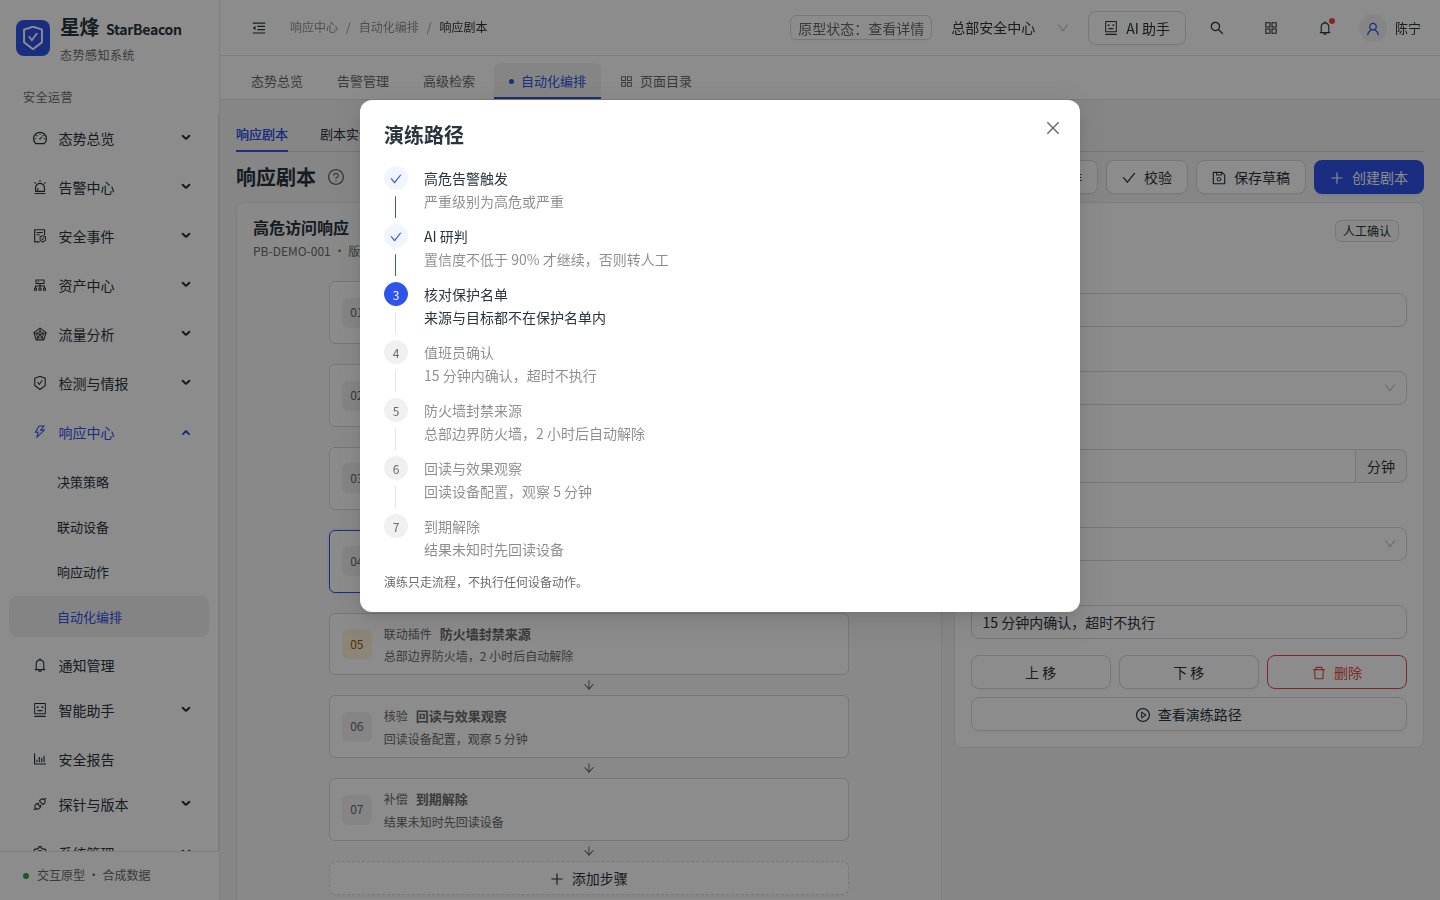 星烽 StarBeacon
态势感知系统
安全运营
态势总览
告警中心
安全事件
资产中心
流量分析
检测与情报
响应中心
决策策略
联动设备
响应动作
自动化编排
通知管理
智能助手
安全报告
探针与版本
系统管理
交互原型 · 合成数据
响应中心 / 自动化编排 / 响应剧本
原型状态：查看详情
总部安全中心
AI 助手
陈宁
态势总览
告警管理
高级检索
自动化编排
页面目录
响应剧本
剧本实
响应剧本
校验
保存草稿
创建剧本
高危访问响应
PB-DEMO-001 · 版
人工确认
演练路径
高危告警触发
严重级别为高危或严重
AI 研判
置信度不低于 90% 才继续，否则转人工
3 核对保护名单
来源与目标都不在保护名单内
4 值班员确认
15 分钟内确认，超时不执行
5 防火墙封禁来源
总部边界防火墙，2 小时后自动解除
6 回读与效果观察
回读设备配置，观察 5 分钟
7 到期解除
结果未知时先回读设备
演练只走流程，不执行任何设备动作。
05 联动插件 防火墙封禁来源
总部边界防火墙，2 小时后自动解除
06 核验 回读与效果观察
回读设备配置，观察 5 分钟
07 补偿 到期解除
结果未知时先回读设备
添加步骤
分钟
15 分钟内确认，超时不执行
上移
下移
删除
查看演练路径